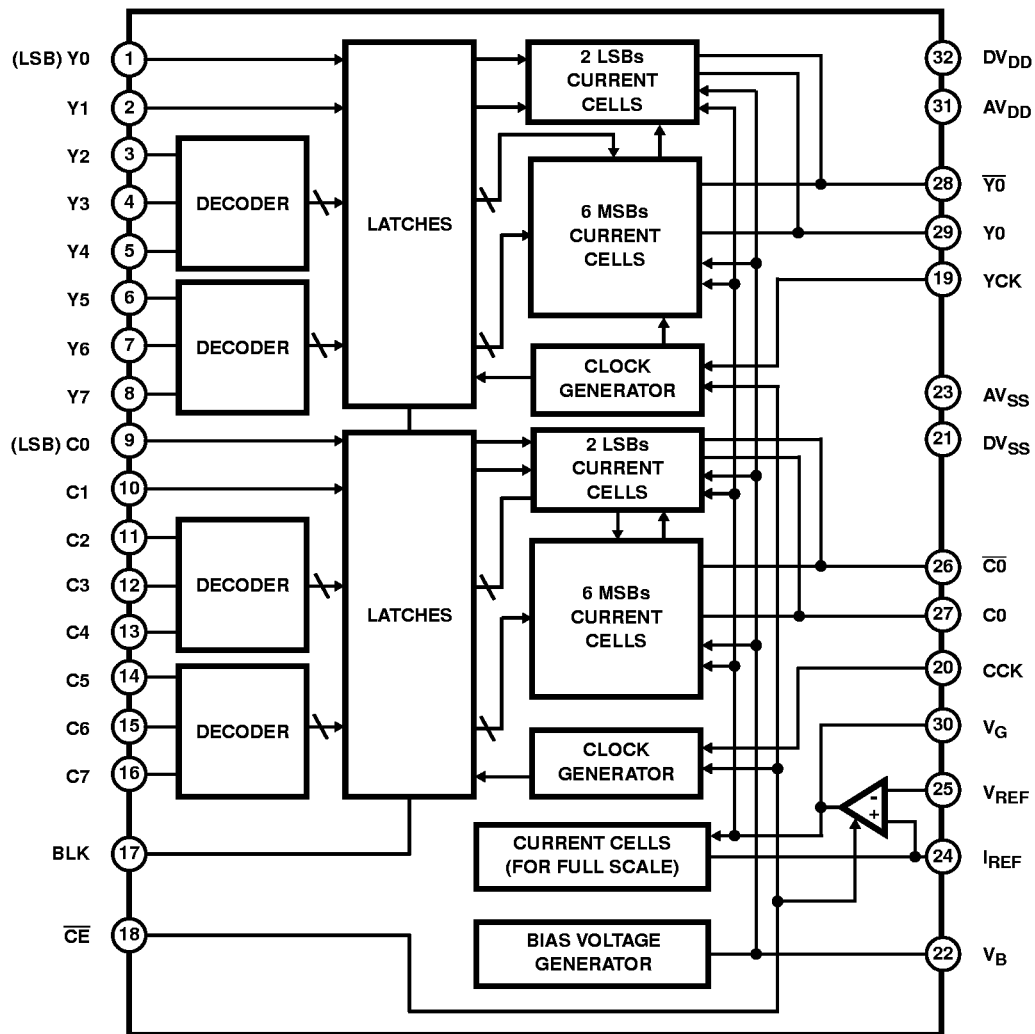 (LSB) Y0 1
Y1 2
Y2 3
Y3 4
Y4 5
Y5 6
Y6 7
Y7 8
(LSB) C0 9
C1 10
C2 11
C3 12
C4 13
C5 14
C6 15
C7 16
BLK 17
CE 18
DECODER
DECODER
DECODER
DECODER
LATCHES
LATCHES
2 LSBs
CURRENT
CELLS
6 MSBs
CURRENT
CELLS
CLOCK
GENERATOR
2 LSBs
CURRENT
CELLS
6 MSBs
CURRENT
CELLS
CLOCK
GENERATOR
CURRENT CELLS
(FOR FULL SCALE)
BIAS VOLTAGE
GENERATOR
-
+
32 DVDD
31 AVDD
28 Y0
29 Y0
19 YCK
23 AVSS
21 DVSS
26 C0
27 C0
20 CCK
30 VG
25 VREF
24 IREF
22 VB